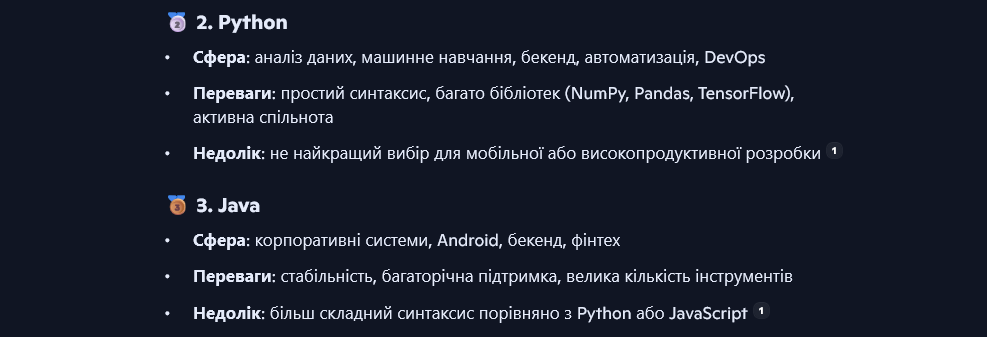 🥈 2. Python
• Сфера: аналіз даних, машинне навчання, бекенд, автоматизація, DevOps
• Переваги: простий синтаксис, багато бібліотек (NumPy, Pandas, TensorFlow),
активна спільнота
• Недолік: не найкращий вибір для мобільної або високопродуктивної розробки 1
🥉 3. Java
• Сфера: корпоративні системи, Android, бекенд, фінтех
• Переваги: стабільність, багаторічна підтримка, велика кількість інструментів
• Недолік: більш складний синтаксис порівняно з Python або JavaScript 1